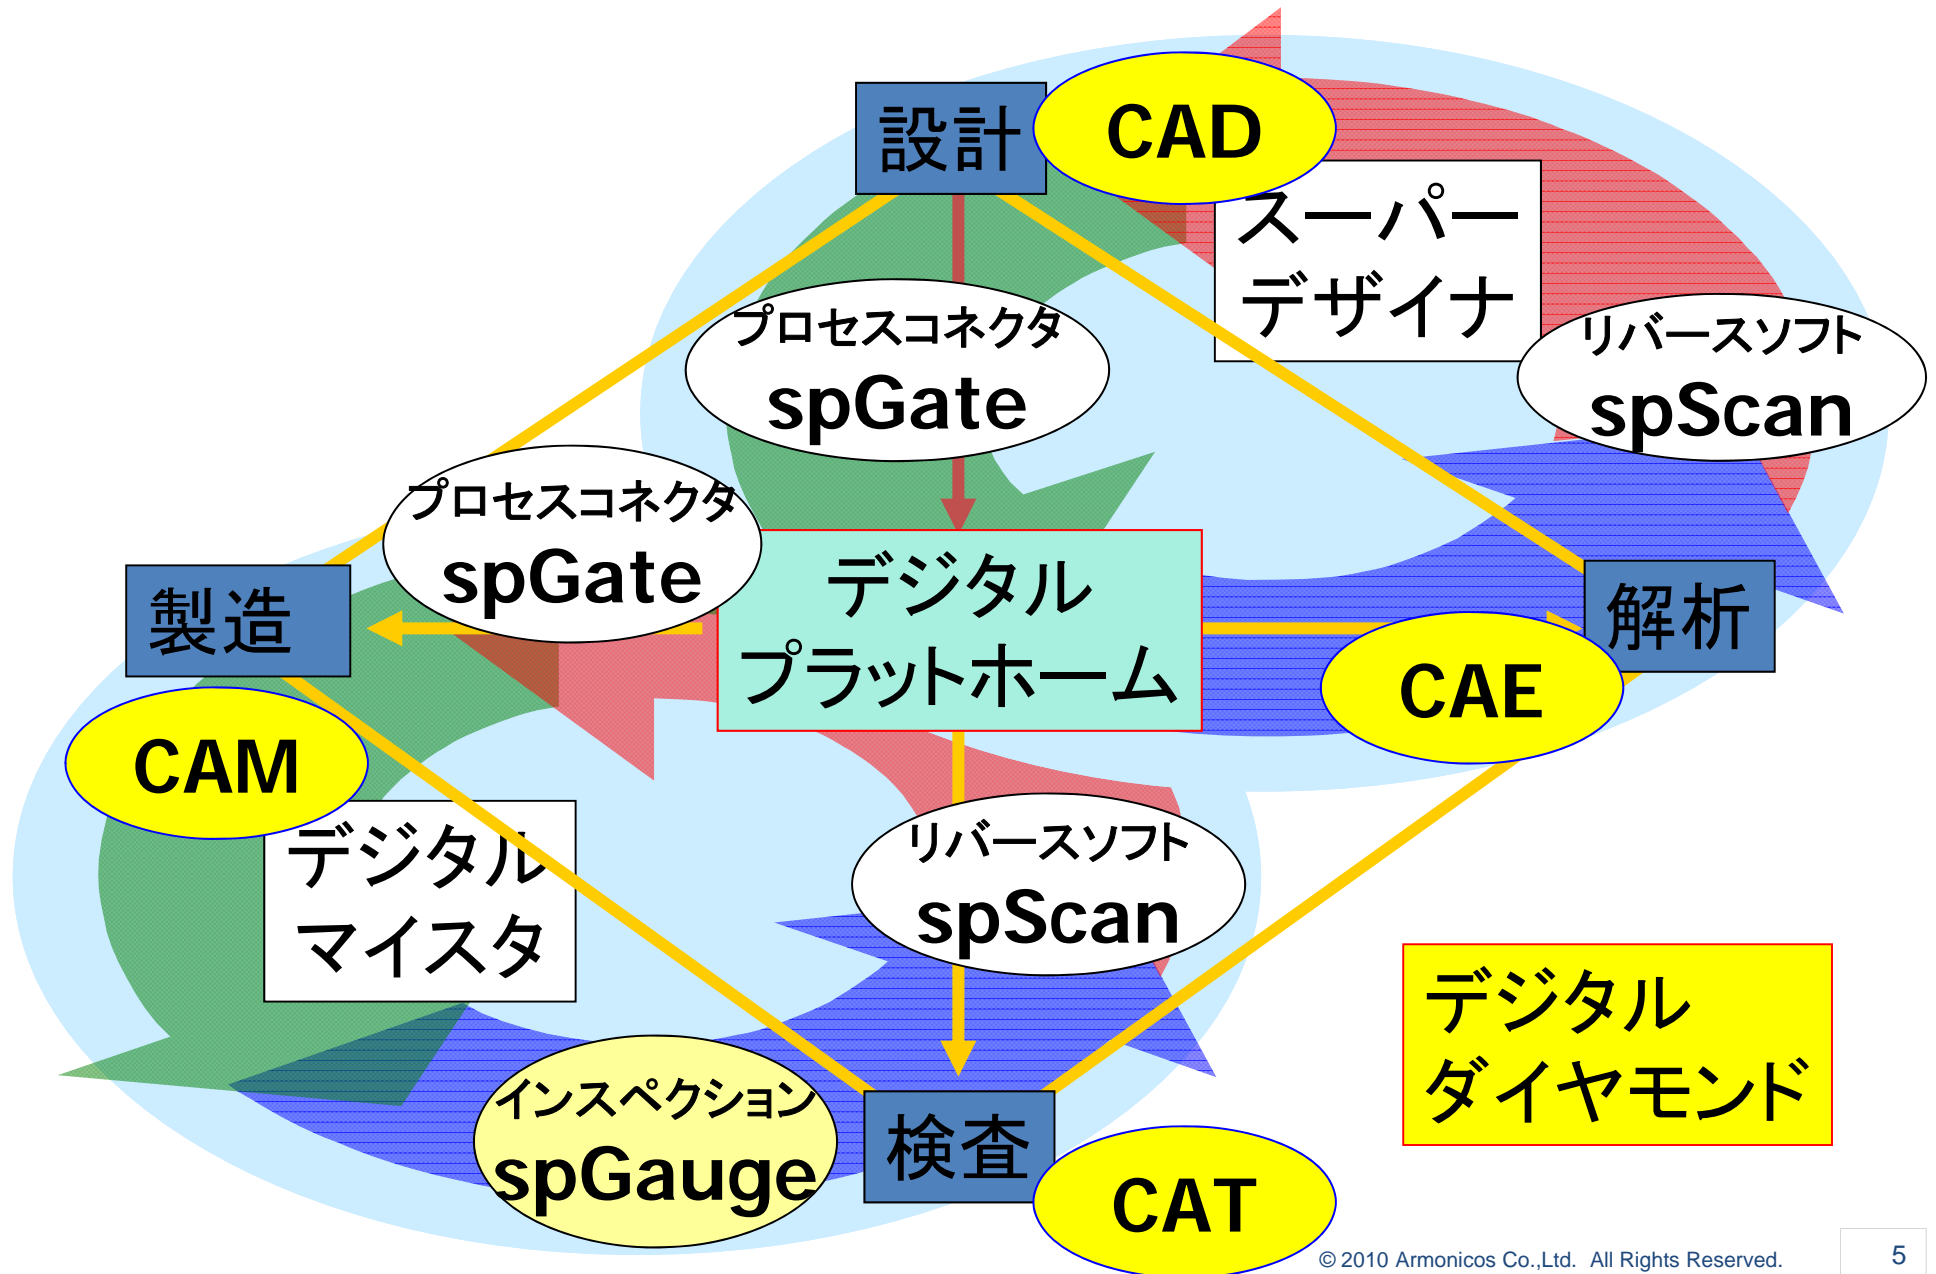 設計
CAD
スーパー
デザイナ
プロセスコネクタ
spGate
リバースソフト
spScan
プロセスコネクタ
spGate
デジタル
プラットホーム
製造
解析
CAE
CAM
デジタル
マイスタ
リバースソフト
spScan
デジタル
ダイヤモンド
インスペクション
spGauge
検査
CAT
© 2010 Armonicos Co.,Ltd. All Rights Reserved.
5